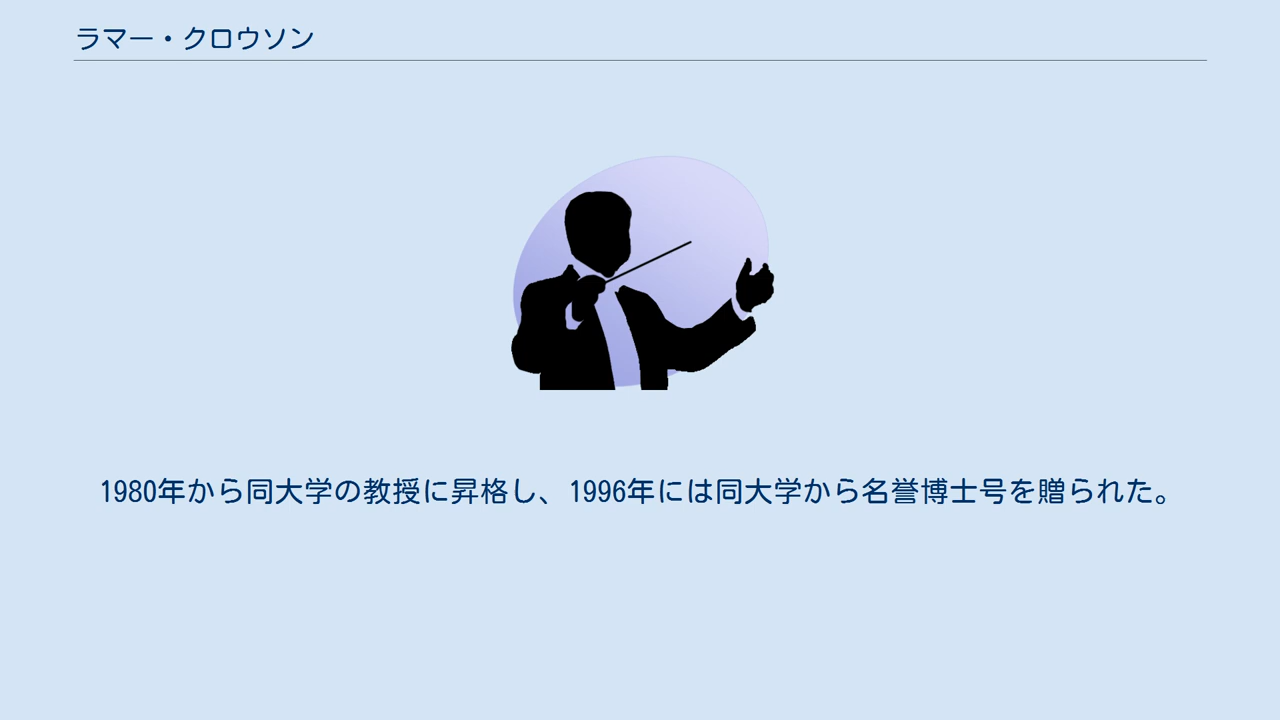 ラマー・クロウソン
1980年から同大学の教授に昇格し、1996年には同大学から名誉博士号を贈られた。